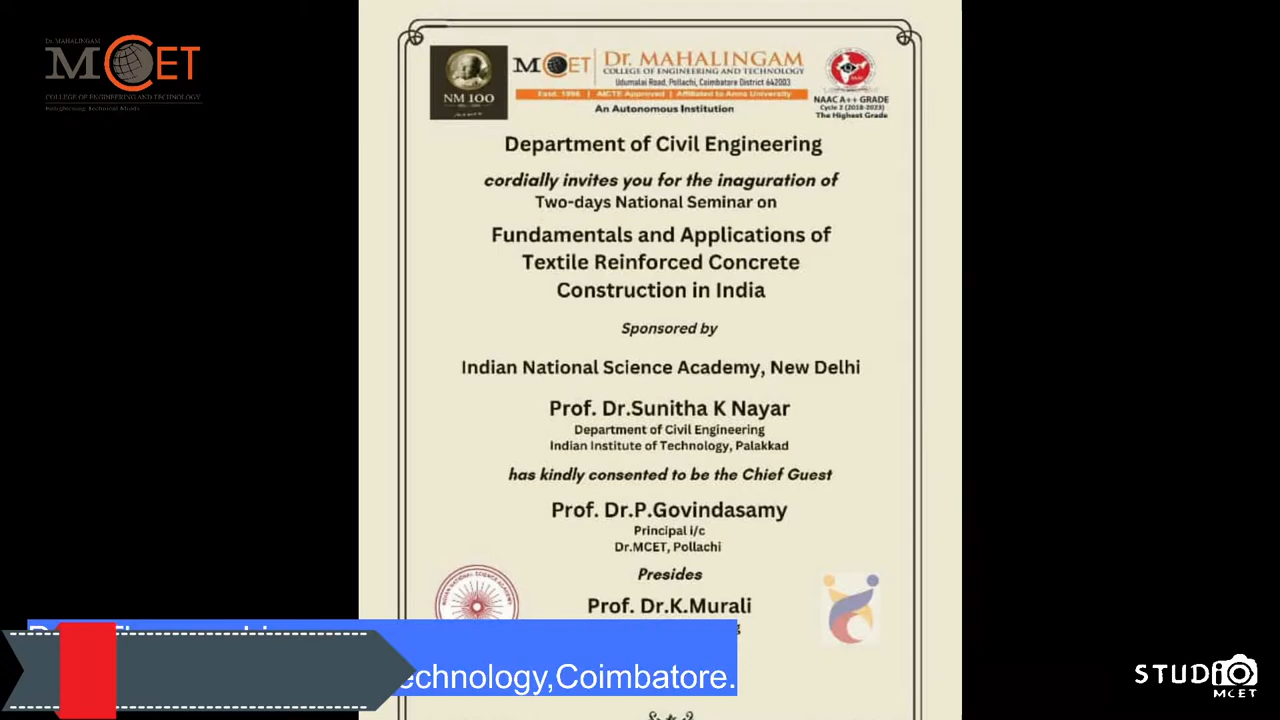 Dr. MAHALINGAM
MCET
COLLEGE OF ENGINEERING AND TECHNOLOGY
NM 100
MCET
Dr. MAHALINGAM
COLLEGE OF ENGINEERING AND TECHNOLOGY
Udumalai Road, Pollachi, Coimbatore District 642003
Estd. 1998 | AICTE Approved | Affiliated to Anna University
An Autonomous Institution
NAAC A++ GRADE
Cycle 2 (2018-2023)
The Highest Grade
Department of Civil Engineering
cordially invites you for the inaguration of
Two-days National Seminar on
Fundamentals and Applications of
Textile Reinforced Concrete
Construction in India
Sponsored by
Indian National Science Academy, New Delhi
Prof. Dr.Sunitha K Nayar
Department of Civil Engineering
Indian Institute of Technology, Palakkad
has kindly consented to be the Chief Guest
Prof. Dr.P.Govindasamy
Principal i/c
Dr.MCET, Pollachi
Presides
Prof. Dr.K.Murali
echnology,Coimbatore.
STUDIO
MCET